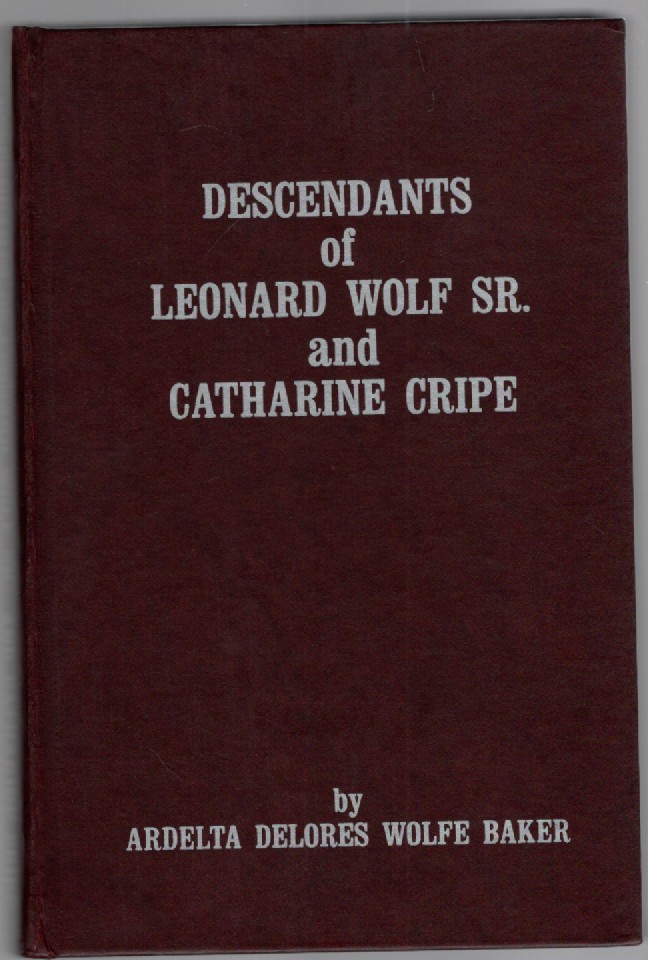 DESCENDANTS
of
LEONARD WOLF SR.
and
CATHARINE CRIPE
by
ARDELTA DELORES WOLFE BAKER